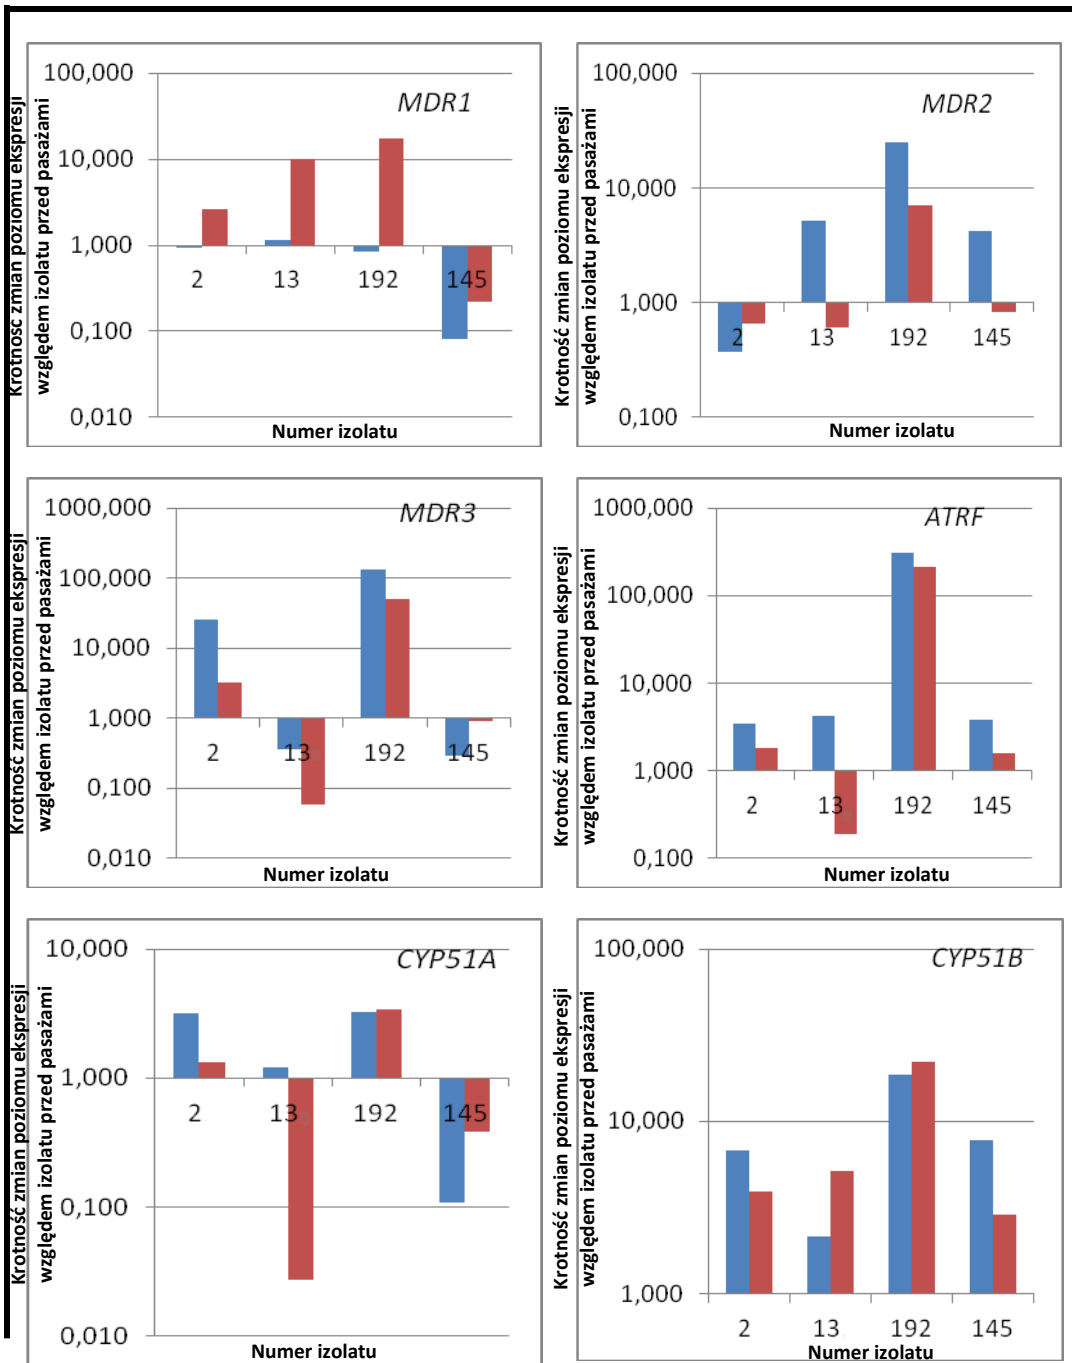 Krotność zmian poziomu ekspresji
względem izolatu przed pasażami
100,000
10,000
1,000
0,100
0,010
MDR1
2 13 192 145
Numer izolatu
Krotność zmian poziomu ekspresji
względem izolatu przed pasażami
100,000
10,000
1,000
0,100
MDR2
2 13 192 145
Numer izolatu
Krotność zmian poziomu ekspresji
względem izolatu przed pasażami
1000,000
100,000
10,000
1,000
0,100
0,010
MDR3
2 13 192 145
Numer izolatu
Krotność zmian poziomu ekspresji
względem izolatu przed pasażami
1000,000
100,000
10,000
1,000
0,100
ATRF
2 13 192 145
Numer izolatu
Krotność zmian poziomu ekspresji
względem izolatu przed pasażami
10,000
1,000
0,100
0,010
CYP51A
2 13 192 145
Numer izolatu
Krotność zmian poziomu ekspresji
względem izolatu przed pasażami
100,000
10,000
1,000
CYP51B
2 13 192 145
Numer izolatu